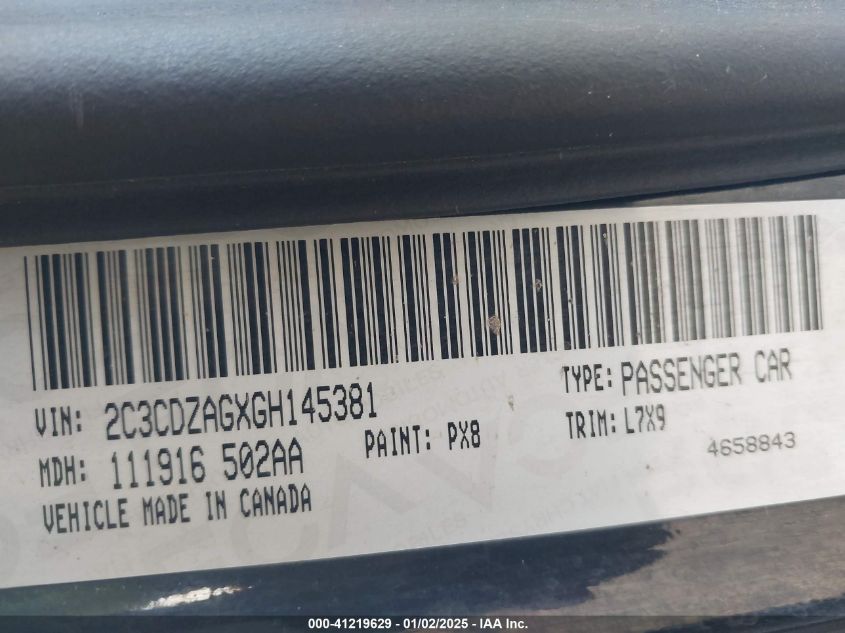 VIN: 2C3CDZAGXGH145381 TYPE: PASSENGER CAR
MDH: 111916 502AA PAINT: PX8 TRIM: L7X9
VEHICLE MADE IN CANADA 4658843
000-41219629 - 01/02/2025 - IAA Inc.